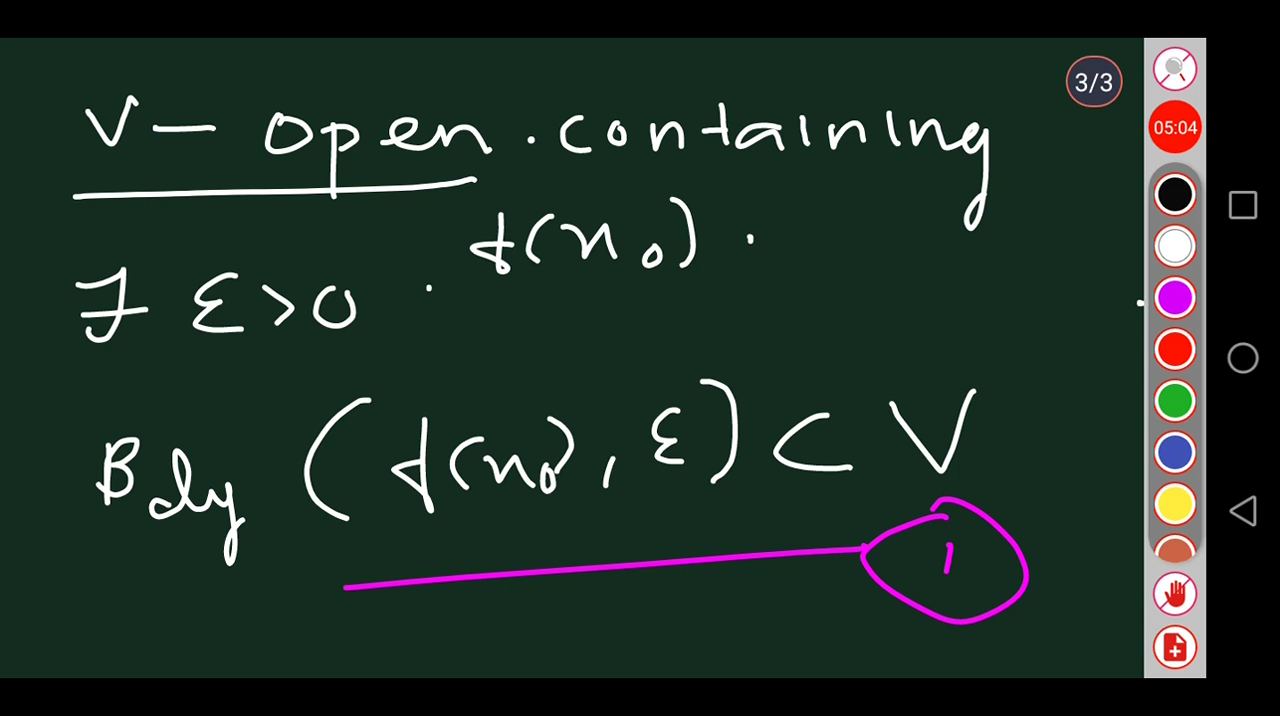 3/3
V — open . containing
f(x₀) .
05:04
∃ ε>0 .
B_dy (f(x₀), ε) ⊂ V
1